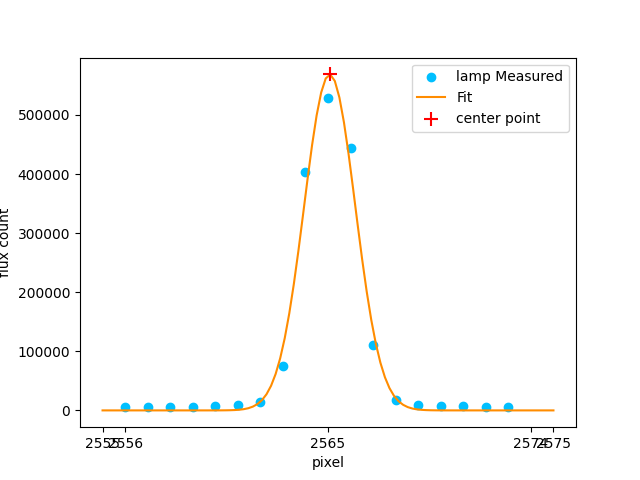 lamp Measured
Fit
center point
500000
400000
300000
200000
100000
0
flux count
2555
2556
2565
2574
2575
pixel